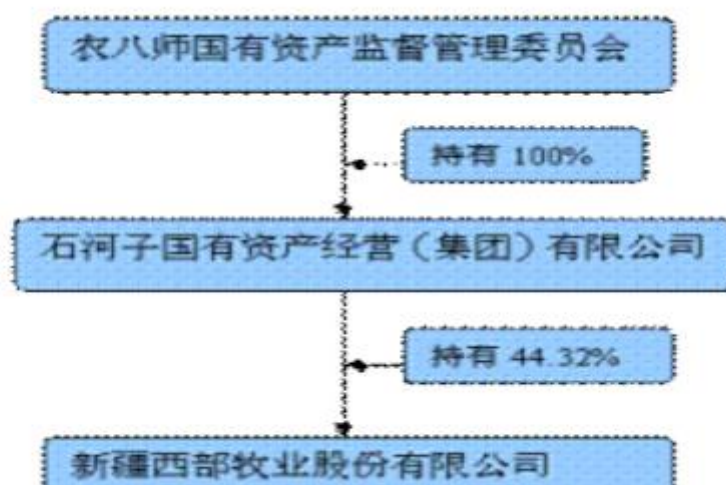 农八师国有资产监督管理委员会
持有 100%
石河子国有资产经营（集团）有限公司
持有 44.32%
新疆西部牧业股份有限公司